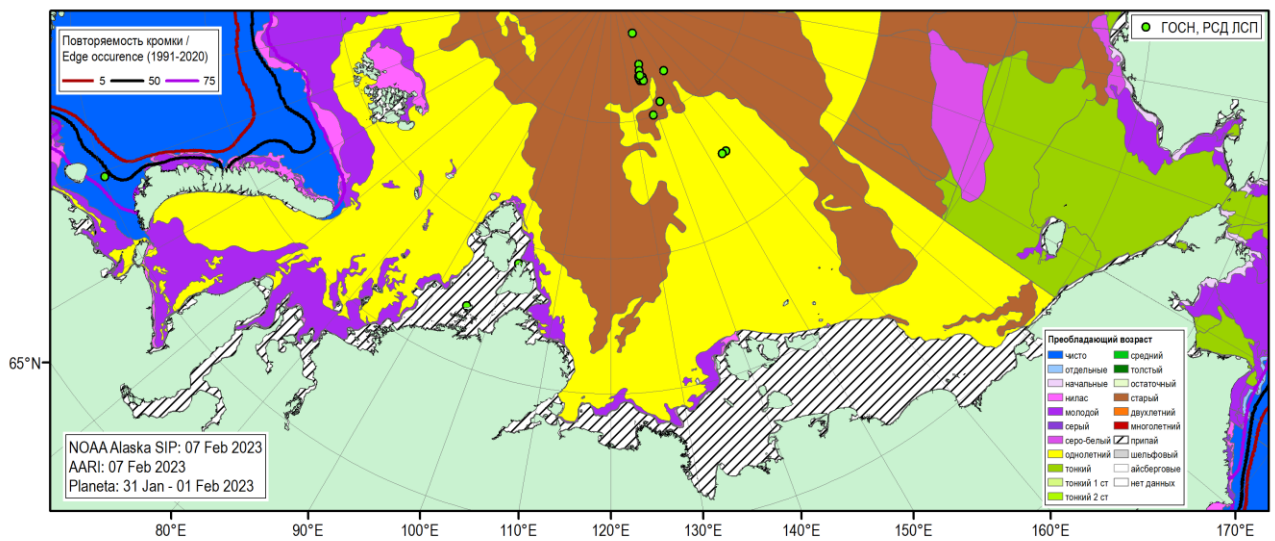 Повторяемость кромки /
Edge occurence (1991-2020)
5 50 75
ГОСН, РСД ЛСП
65°N
Преобладающий возраст
чисто
отдельные
начальные
нилас
молодой
серый
серо-белый
однолетний
тонкий
тонкий 1 ст
тонкий 2 ст
средний
толстый
остаточный
старый
двухлетний
многолетний
припай
шельфовый
айсберговые
нет данных
NOAA Alaska SIP: 07 Feb 2023
AARI: 07 Feb 2023
Planeta: 31 Jan - 01 Feb 2023
80°E 90°E 100°E 110°E 120°E 130°E 140°E 150°E 160°E 170°E